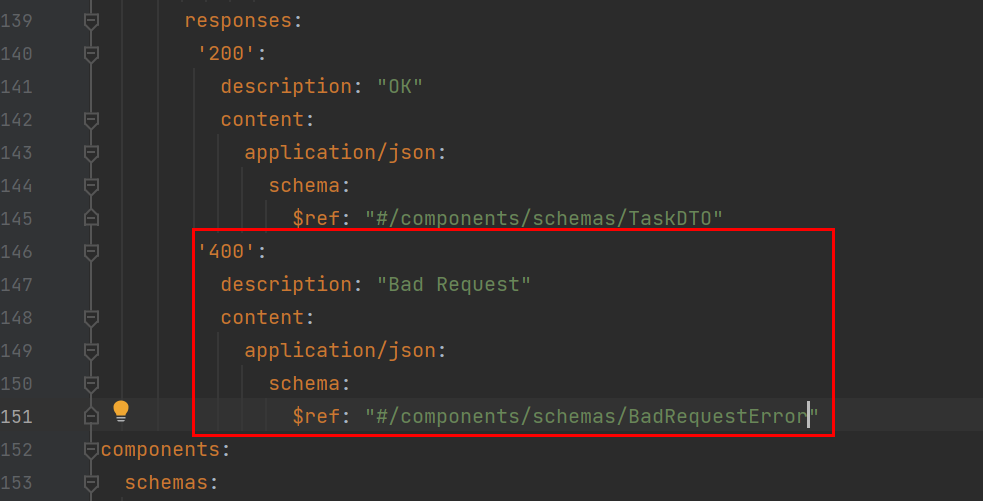 139 responses:
140 '200':
141 description: "OK"
142 content:
143 application/json:
144 schema:
145 $ref: "#/components/schemas/TaskDTO"
146 '400':
147 description: "Bad Request"
148 content:
149 application/json:
150 schema:
151 $ref: "#/components/schemas/BadRequestError"
152 components:
153 schemas: